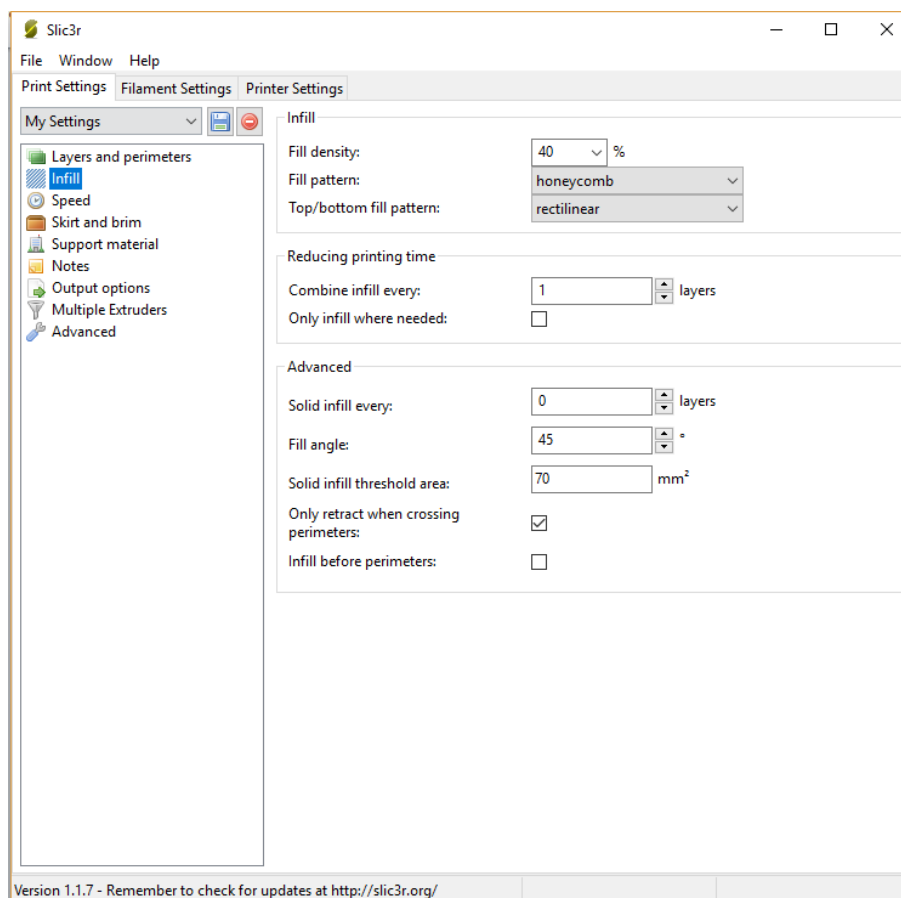 Slic3r
File Window Help
Print Settings Filament Settings Printer Settings
My Settings
Layers and perimeters
Infill
Speed
Skirt and brim
Support material
Notes
Output options
Multiple Extruders
Advanced
Infill
Fill density: 40 %
Fill pattern: honeycomb
Top/bottom fill pattern: rectilinear
Reducing printing time
Combine infill every: 1 layers
Only infill where needed:
Advanced
Solid infill every: 0 layers
Fill angle: 45 °
Solid infill threshold area: 70 mm²
Only retract when crossing
perimeters:
Infill before perimeters:
Version 1.1.7 - Remember to check for updates at http://slic3r.org/